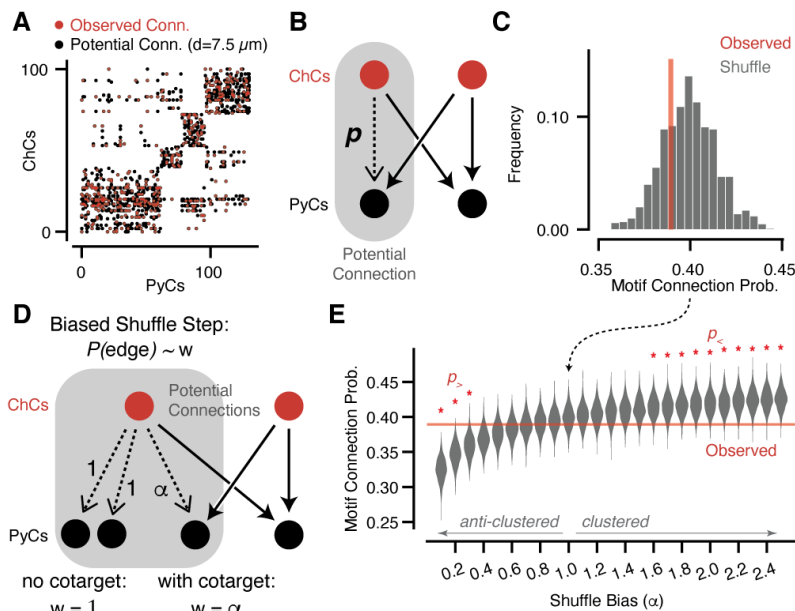 A
Observed Conn.
Potential Conn. (d=7.5 µm)
100
ChCs
0
0
100
PyCs
B
ChCs
p
PyCs
Potential
Connection
C
Observed
Shuffle
0.10
Frequency
0.00
0.35
0.40
0.45
Motif Connection Prob.
D
Biased Shuffle Step:
P(edge) ~ w
ChCs
Potential
Connections
1
1
α
PyCs
no cotarget:
w = 1
with cotarget:
w = α
E
p>
p<
* * *
* * * * * * * * * *
0.45
0.40
0.35
0.30
0.25
Motif Connection Prob.
Observed
anti-clustered
clustered
0.2 0.4 0.6 0.8 1.0 1.2 1.4 1.6 1.8 2.0 2.2 2.4
Shuffle Bias (α)